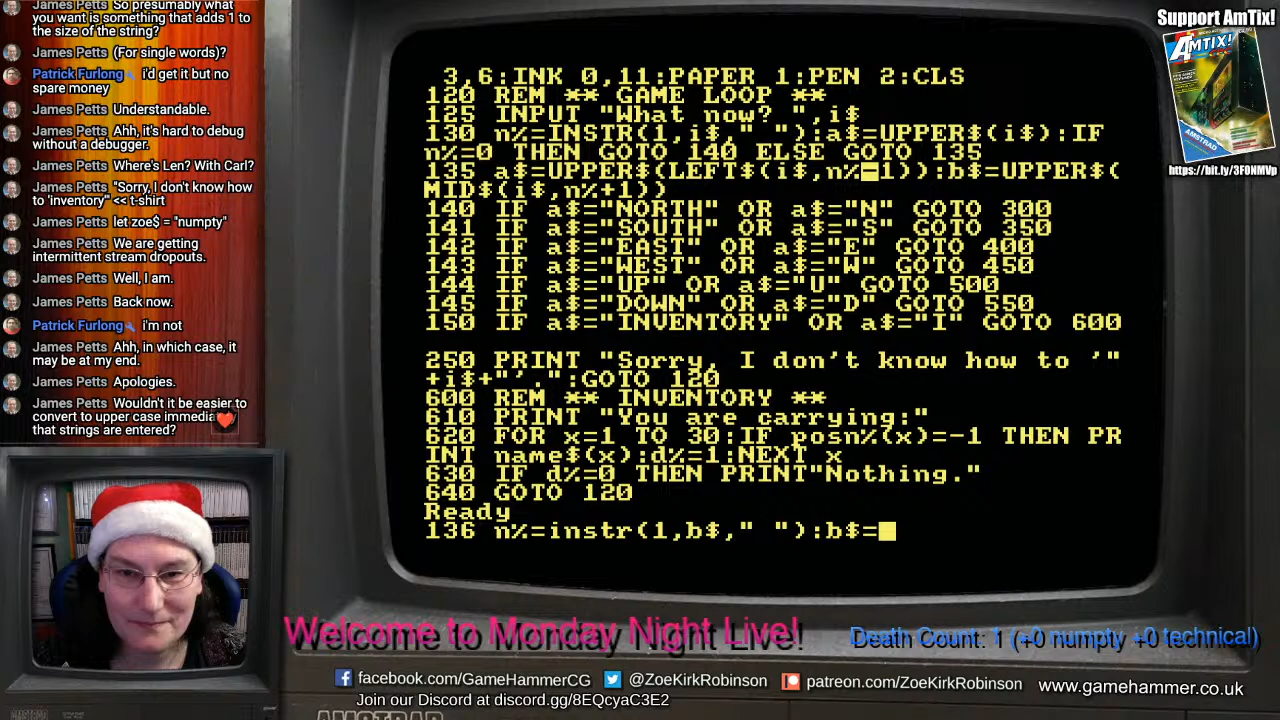 James Petts So presumably what
you want is something that adds 1 to
the size of the string?
James Petts (For single words)?
Patrick Furlong i'd get it but no
spare money
James Petts Understandable.
James Petts Ahh, it's hard to debug
without a debugger.
James Petts Where's Len? With Carl?
James Petts "Sorry, I don't know how
to 'inventory" << t-shirt
James Petts let zoe$ = "numpty"
James Petts We are getting
intermittent stream dropouts.
James Petts Well, I am.
James Petts Back now.
Patrick Furlong i'm not
James Petts Ahh, in which case, it
may be at my end.
James Petts Apologies.
James Petts Wouldn't it be easier to
convert to upper case immedia
that strings are entered?
3,6:INK 0,11:PAPER 1:PEN 2:CLS
120 REM ** GAME LOOP **
125 INPUT "What now? ",i$
130 n%=INSTR(1,i$," "):a$=UPPER$(i$):IF
n%=0 THEN GOTO 140 ELSE GOTO 135
135 a$=UPPER$(LEFT$(i$,n%-1)):b$=UPPER$(
MID$(i$,n%+1))
140 IF a$="NORTH" OR a$="N" GOTO 300
141 IF a$="SOUTH" OR a$="S" GOTO 350
142 IF a$="EAST" OR a$="E" GOTO 400
143 IF a$="WEST" OR a$="W" GOTO 450
144 IF a$="UP" OR a$="U" GOTO 500
145 IF a$="DOWN" OR a$="D" GOTO 550
150 IF a$="INVENTORY" OR a$="I" GOTO 600
250 PRINT "Sorry, I don't know how to '"
+i$+"'.":GOTO 120
600 REM ** INVENTORY **
610 PRINT "You are carrying:"
620 FOR x=1 TO 30:IF posn%(x)=-1 THEN PR
INT name$(x):d%=1:NEXT x
630 IF d%=0 THEN PRINT"Nothing."
640 GOTO 120
Ready
136 n%=instr(1,b$," "):b$=
Support AmTix!
AMTIX!
AMSTRAD
https://bit.ly/3F0NMVp
Welcome to Monday Night Live!
Death Count: 1 (+0 numpty +0 technical)
facebook.com/GameHammerCG
@ZoeKirkRobinson
patreon.com/ZoeKirkRobinson
www.gamehammer.co.uk
Join our Discord at discord.gg/8EQcyaC3E2
AMSTRAD